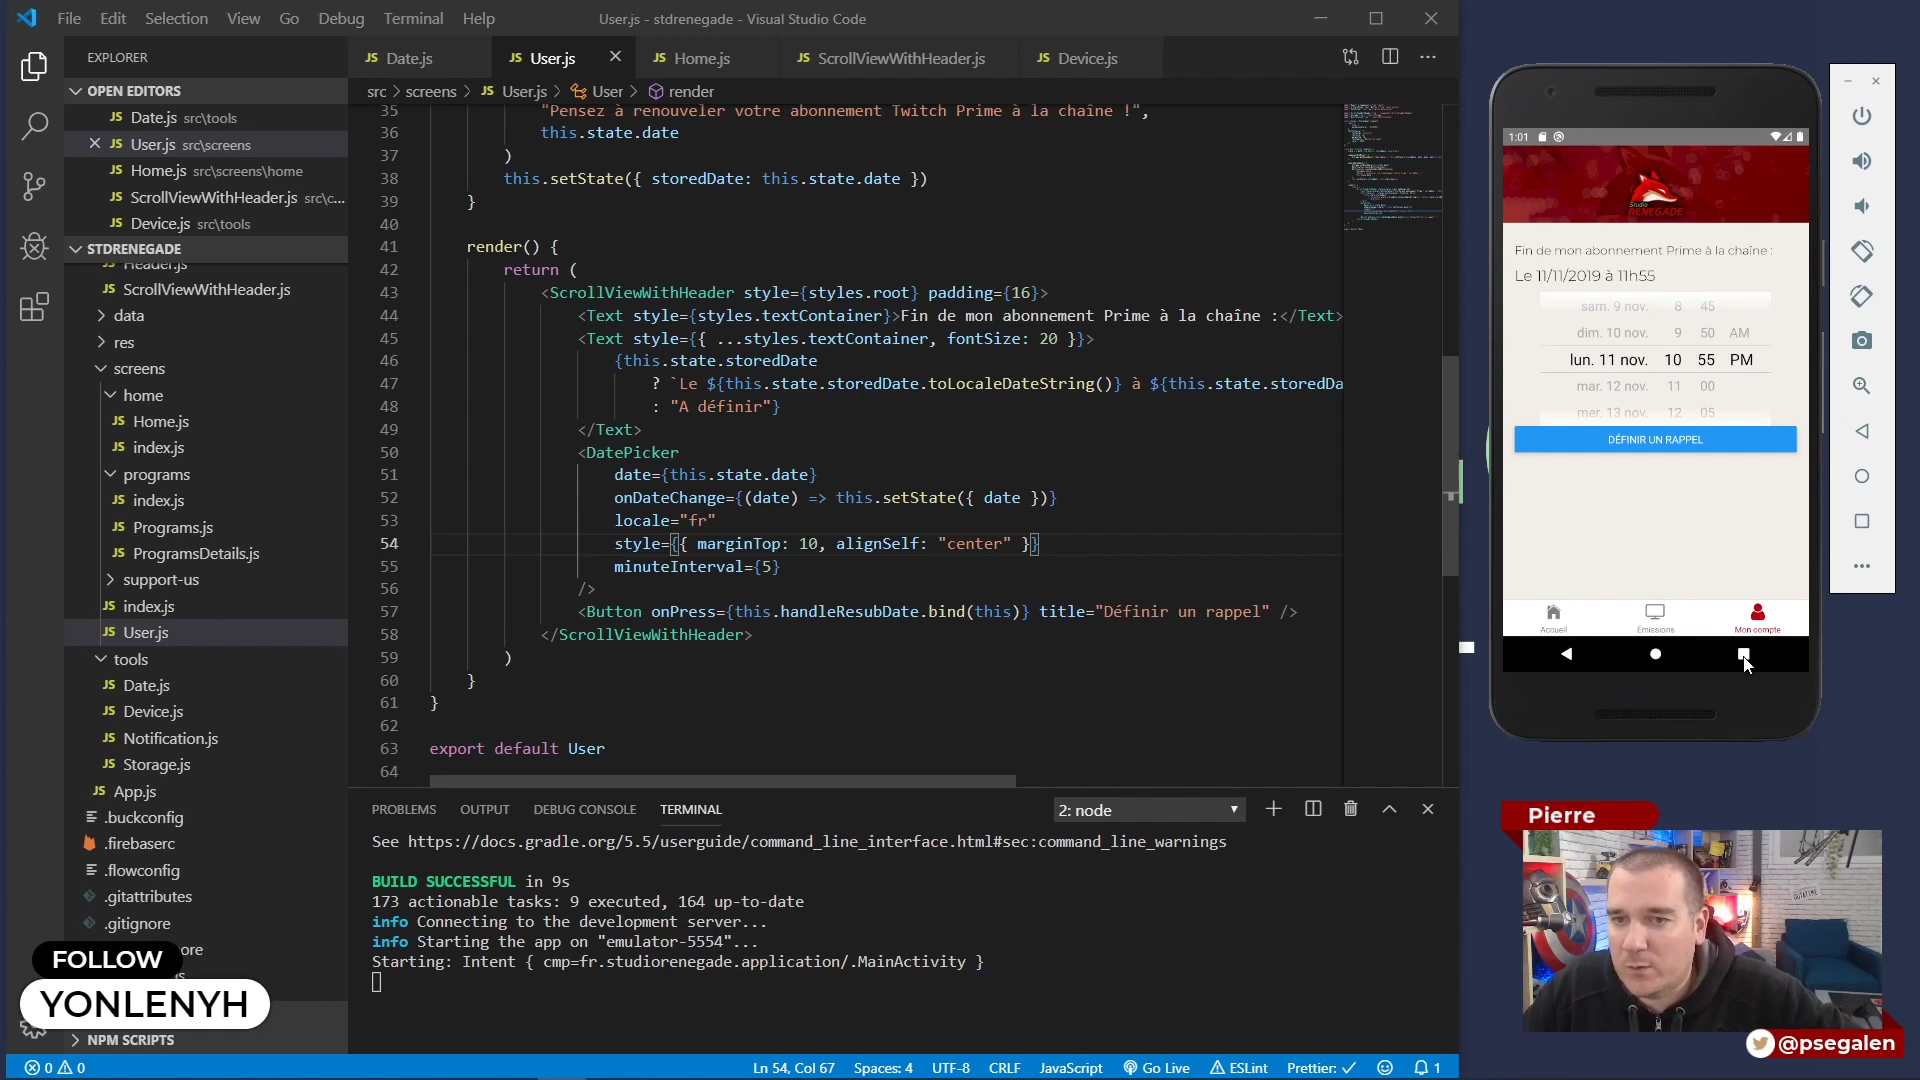 File Edit Selection View Go Debug Terminal Help
User.js - stdrenegade - Visual Studio Code
EXPLORER
OPEN EDITORS
JS Date.js src\tools
JS User.js src\screens
JS Home.js src\screens\home
JS ScrollViewWithHeader.js src\c...
JS Device.js src\tools
STDRENEGADE
JS Header.js
JS ScrollViewWithHeader.js
data
res
screens
home
JS Home.js
JS index.js
programs
JS index.js
JS Programs.js
JS ProgramsDetails.js
support-us
JS index.js
JS User.js
tools
JS Date.js
JS Device.js
JS Notification.js
JS Storage.js
JS App.js
.buckconfig
.firebaserc
.flowconfig
.gitattributes
.gitignore
FOLLOW
YONLENYH
NPM SCRIPTS
JS Date.js JS User.js JS Home.js JS ScrollViewWithHeader.js JS Device.js
src > screens > JS User.js > User > render
35 "Pensez à renouveler votre abonnement Twitch Prime à la chaîne !",
36 this.state.date
37 )
38 this.setState({ storedDate: this.state.date })
39 }
40
41 render() {
42 return (
43 <ScrollViewWithHeader style={styles.root} padding={16}>
44 <Text style={styles.textContainer}>Fin de mon abonnement Prime à la chaîne :</Text>
45 <Text style={{ ...styles.textContainer, fontSize: 20 }}>
46 {this.state.storedDate
47 ? `Le ${this.state.storedDate.toLocaleDateString()} à ${this.state.storedDa
48 : "A définir"}
49 </Text>
50 <DatePicker
51 date={this.state.date}
52 onDateChange={(date) => this.setState({ date })}
53 locale="fr"
54 style={{ marginTop: 10, alignSelf: "center" }}
55 minuteInterval={5}
56 />
57 <Button onPress={this.handleResubDate.bind(this)} title="Définir un rappel" />
58 </ScrollViewWithHeader>
59 )
60 }
61 }
62
63 export default User
64
PROBLEMS OUTPUT DEBUG CONSOLE TERMINAL 2: node
See https://docs.gradle.org/5.5/userguide/command_line_interface.html#sec:command_line_warnings
BUILD SUCCESSFUL in 9s
173 actionable tasks: 9 executed, 164 up-to-date
info Connecting to the development server...
info Starting the app on "emulator-5554"...
Starting: Intent { cmp=fr.studiorenegade.application/.MainActivity }
0 0 Ln 54, Col 67 Spaces: 4 UTF-8 CRLF JavaScript Go Live ESLint Prettier: ✓ 1
1:01
Studio
RENEGADE
Fin de mon abonnement Prime à la chaîne :
Le 11/11/2019 à 11h55
sam. 9 nov. 8 45
dim. 10 nov. 9 50 AM
lun. 11 nov. 10 55 PM
mar. 12 nov. 11 00
mer. 13 nov. 12 05
DÉFINIR UN RAPPEL
Accueil Émissions Mon compte
Pierre
@psegalen